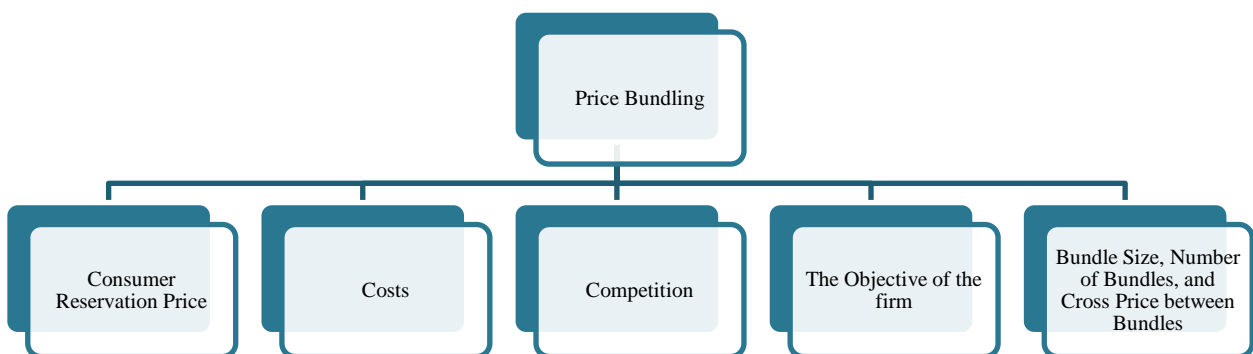 Price Bundling
Consumer
Reservation Price
Costs
Competition
The Objective of the
firm
Bundle Size, Number
of Bundles, and
Cross Price between
Bundles